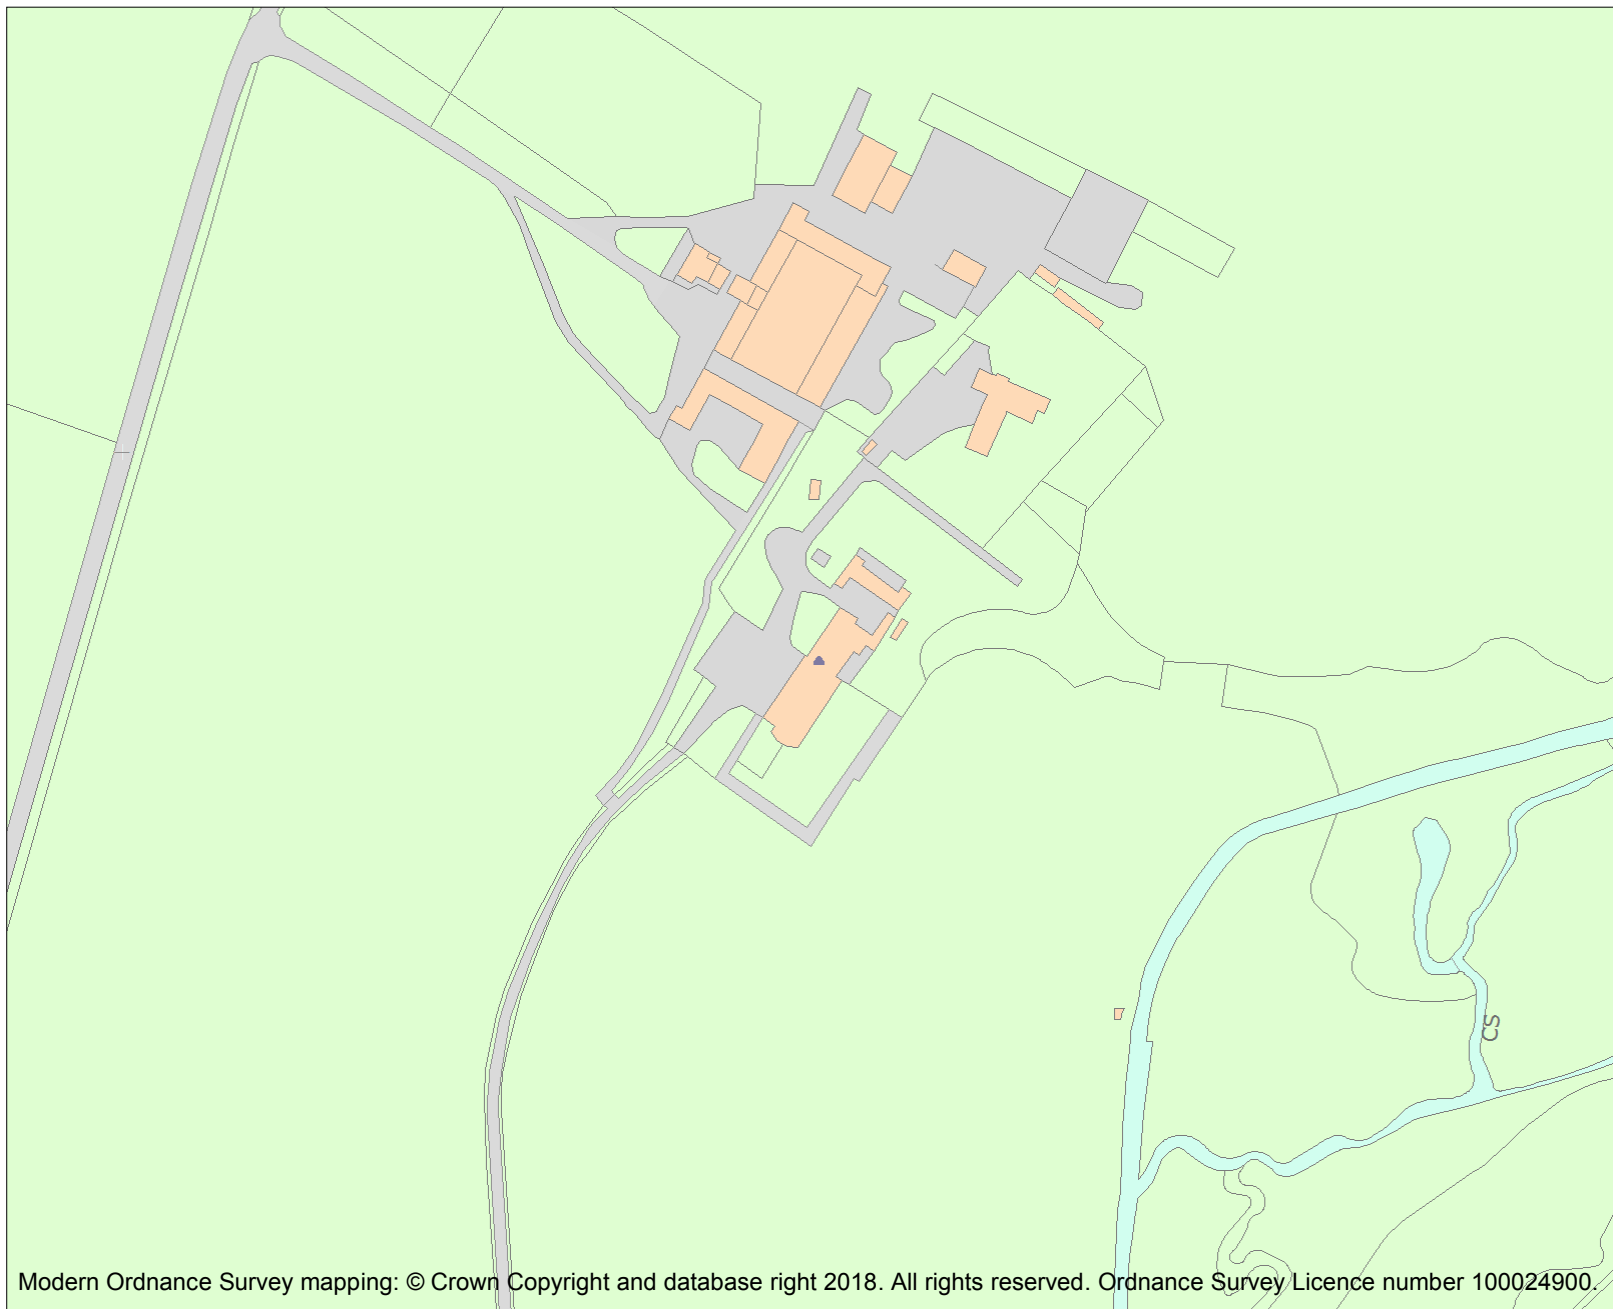 CS
Modern Ordnance Survey mapping: © Crown Copyright and database right 2018. All rights reserved. Ordnance Survey Licence number 100024900.